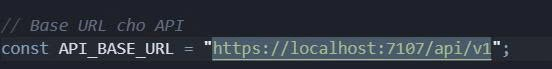 // Base URL cho API
const API_BASE_URL = "https://localhost:7107/api/v1";